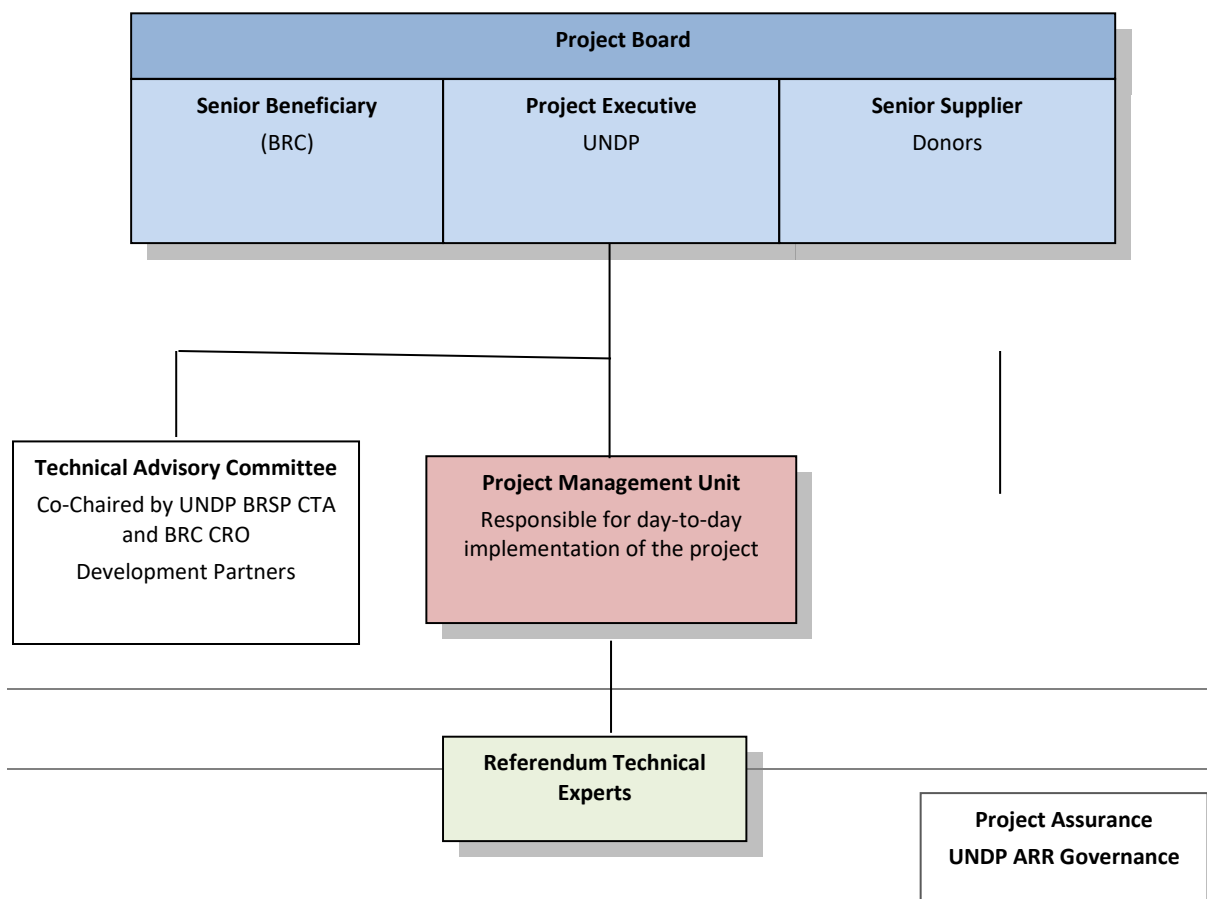 Project Board
Senior Beneficiary
(BRC)
Project Executive
UNDP
Senior Supplier
Donors
Technical Advisory Committee
Co-Chaired by UNDP BRSP CTA
and BRC CRO
Development Partners
Project Management Unit
Responsible for day-to-day
implementation of the project
Referendum Technical
Experts
Project Assurance
UNDP ARR Governance